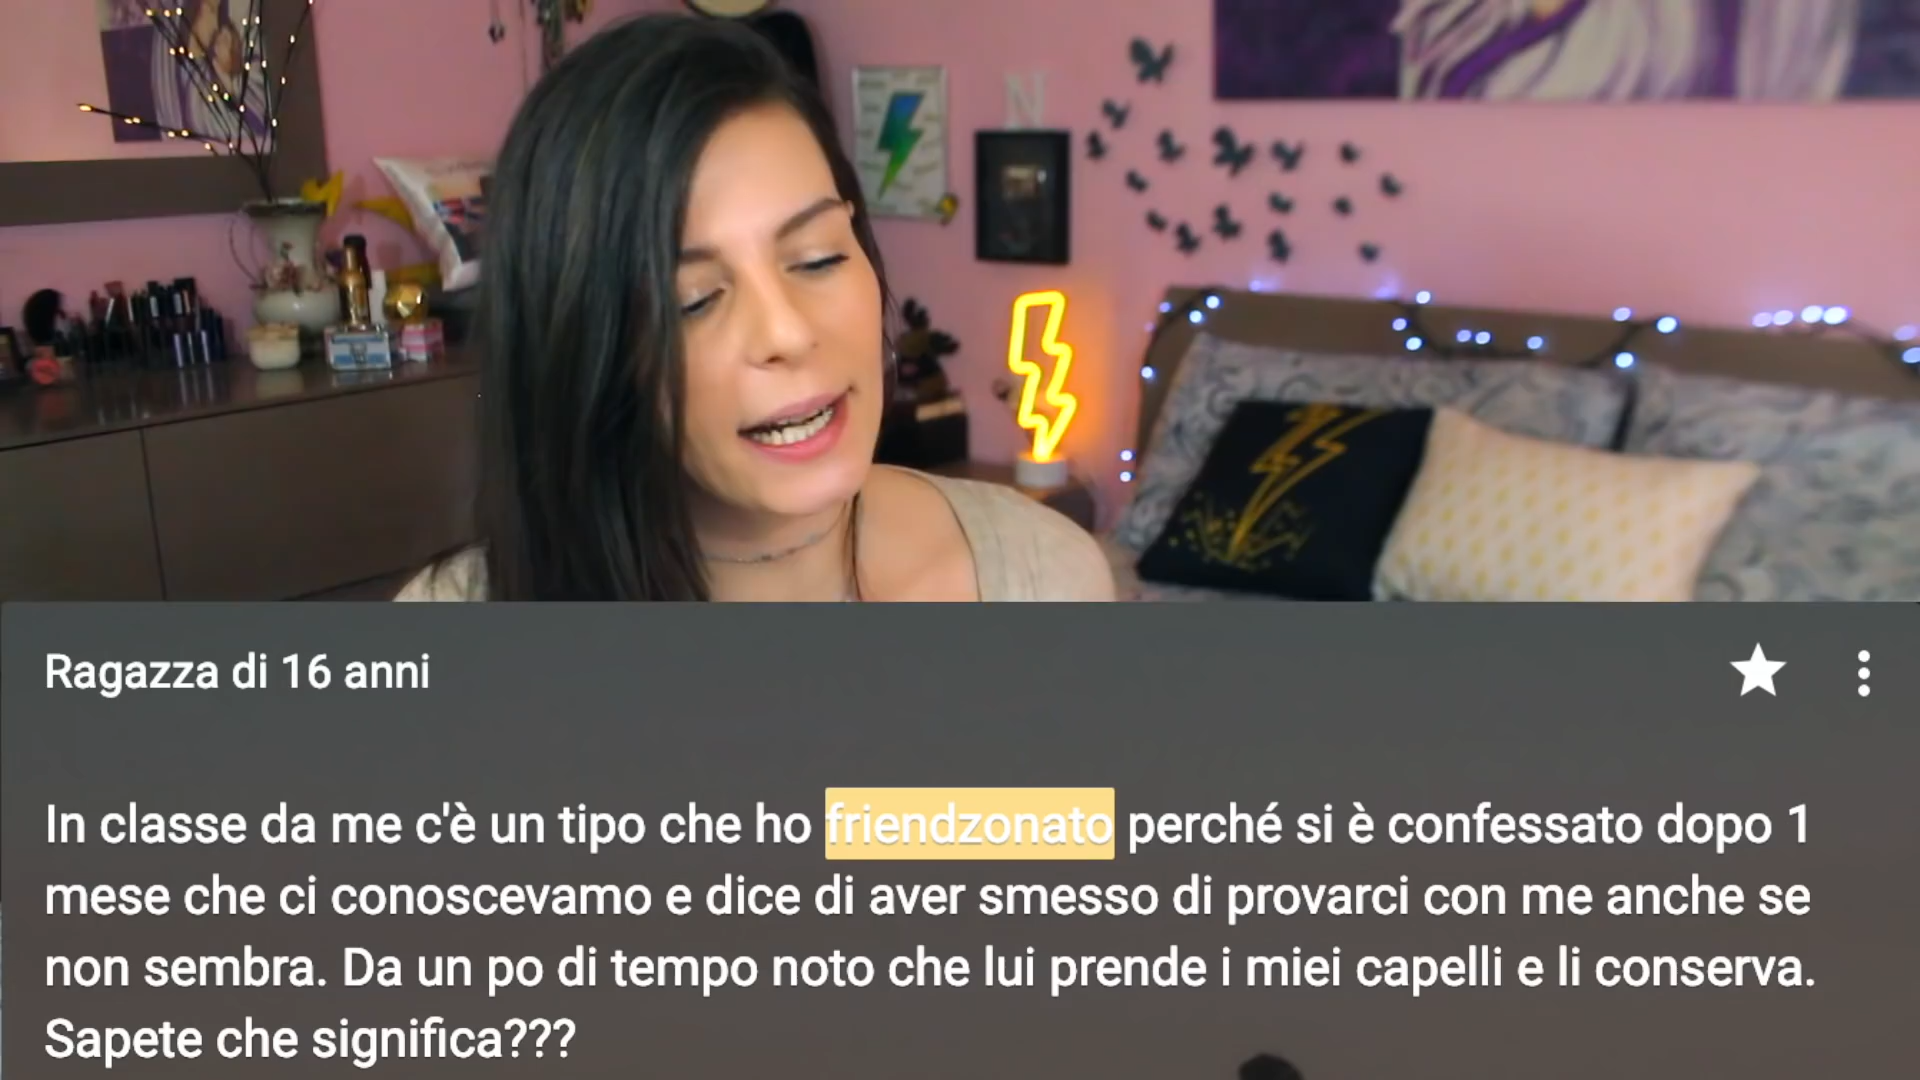 N
Ragazza di 16 anni
In classe da me c'è un tipo che ho friendzonato perché si è confessato dopo 1
mese che ci conoscevamo e dice di aver smesso di provarci con me anche se
non sembra. Da un po di tempo noto che lui prende i miei capelli e li conserva.
Sapete che significa???